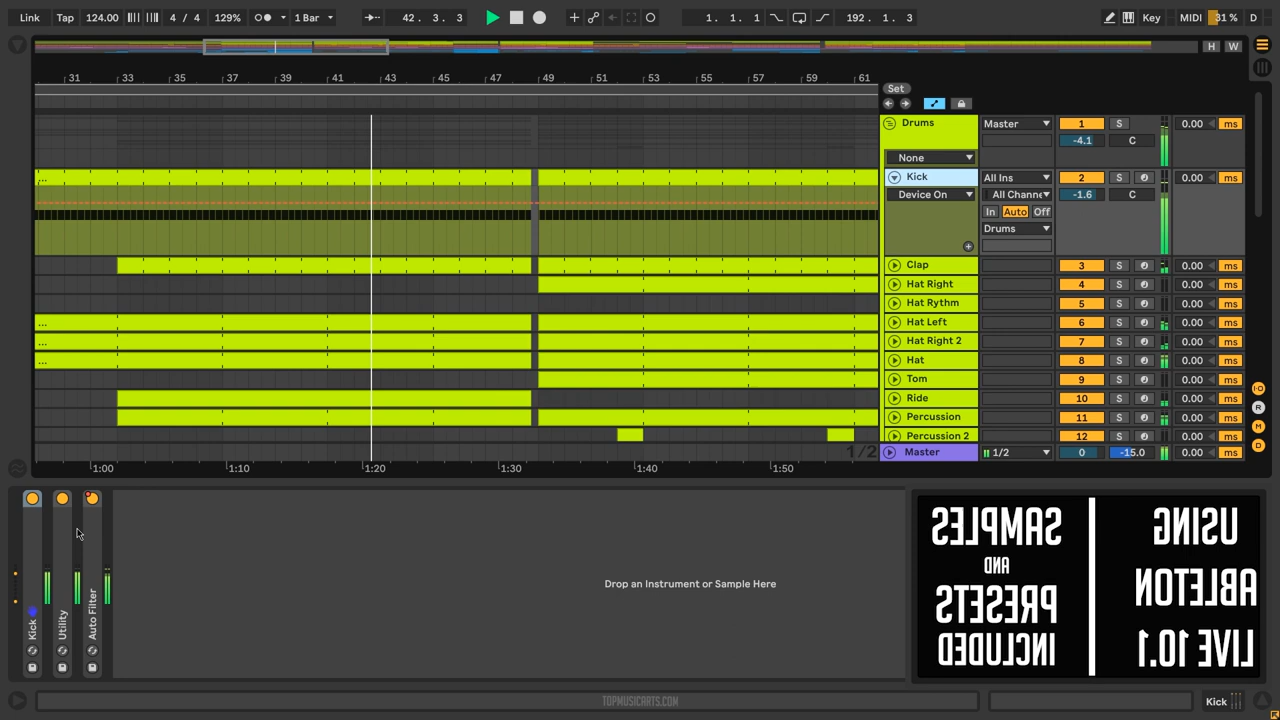 Link Tap 124.00 4 / 4 129% 1 Bar 42. 3. 3 1. 1. 1 192. 1. 3 Key MIDI 31 % D
H W
31 33 35 37 39 41 43 45 47 49 51 53 55 57 59 61
Set
Drums Master 1 S 0.00 ms
-4.1 C
None
... Kick All Ins 2 S 0.00 ms
Device On All Channe -1.6 C
In Auto Off
Drums
Clap 3 S 0.00 ms
Hat Right 4 S 0.00 ms
Hat Rythm 5 S 0.00 ms
... Hat Left 6 S 0.00 ms
... Hat Right 2 7 S 0.00 ms
... Hat 8 S 0.00 ms
Tom 9 S 0.00 ms
Ride 10 S 0.00 ms
Percussion 11 S 0.00 ms
Percussion 2 12 S 0.00 ms
1/2 Master 1/2 0 -15.0 0.00 ms
1:00 1:10 1:20 1:30 1:40 1:50
I·O
R
M
D
Kick
Utility
Auto Filter
Drop an Instrument or Sample Here
SAMPLES
AND
PRESETS
INCLUDED
USING
ABLETON
LIVE 10.1
TOPMUSICARTS.COM
Kick